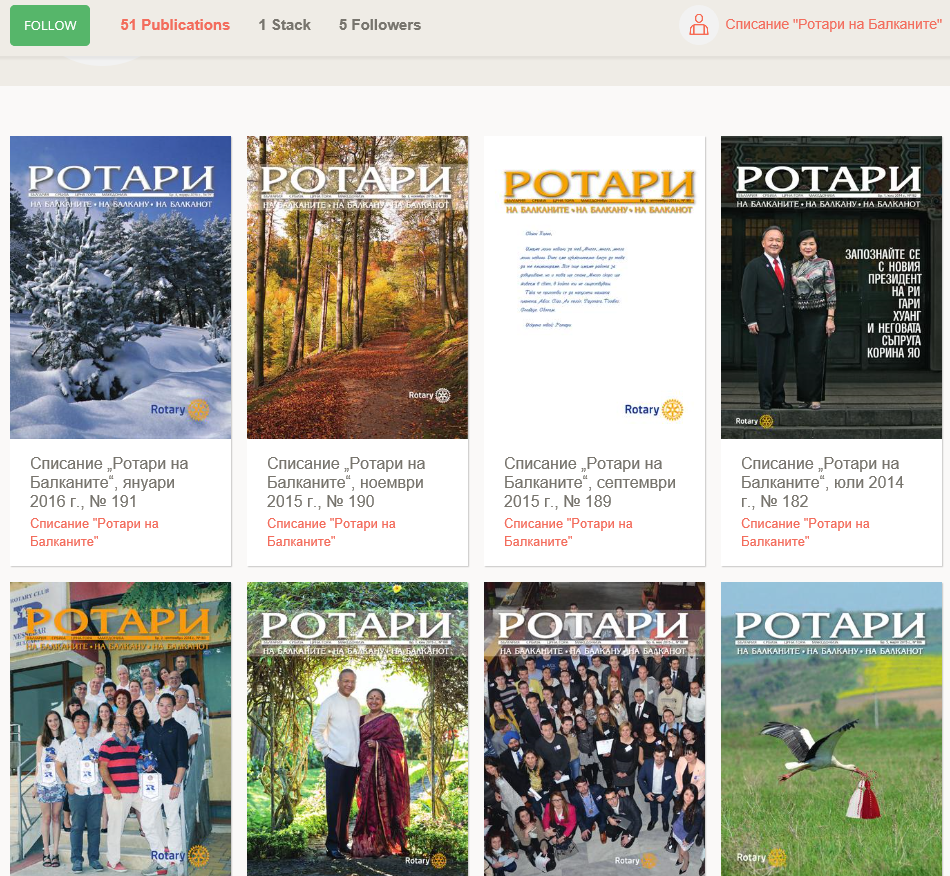 FOLLOW
51 Publications
1 Stack
5 Followers
Списание "Ротари на Балканите"
РОТАРИ
НА БАЛКАНИТЕ • НА БАЛКАНУ • НА БАЛКАНОТ
Rotary
РОТАРИ
НА БАЛКАНИТЕ • НА БАЛКАНУ • НА БАЛКАНОТ
Rotary
РОТАРИ
НА БАЛКАНИТЕ • НА БАЛКАНУ • НА БАЛКАНОТ
Rotary
РОТАРИ
НА БАЛКАНИТЕ • НА БАЛКАНУ • НА БАЛКАНОТ
ЗАПОЗНАЙТЕ СЕ
С НОВИЯ
ПРЕЗИДЕНТ
НА РИ
ГАРИ
ХУАНГ
И НЕГОВАТА
СЪПРУГА
КОРИНА ЯО
Rotary
Списание „Ротари на
Балканите“, януари
2016 г., № 191
Списание "Ротари на
Балканите"
Списание „Ротари на
Балканите“, ноември
2015 г., № 190
Списание "Ротари на
Балканите"
Списание „Ротари на
Балканите“, септември
2015 г., № 189
Списание "Ротари на
Балканите"
Списание „Ротари на
Балканите“, юли 2014
г., № 182
Списание "Ротари на
Балканите"
РОТАРИ
НА БАЛКАНИТЕ • НА БАЛКАНУ • НА БАЛКАНОТ
Rotary
РОТАРИ
НА БАЛКАНИТЕ • НА БАЛКАНУ • НА БАЛКАНОТ
Rotary
РОТАРИ
НА БАЛКАНИТЕ • НА БАЛКАНУ • НА БАЛКАНОТ
Rotary
РОТАРИ
НА БАЛКАНИТЕ • НА БАЛКАНУ • НА БАЛКАНОТ
Rotary